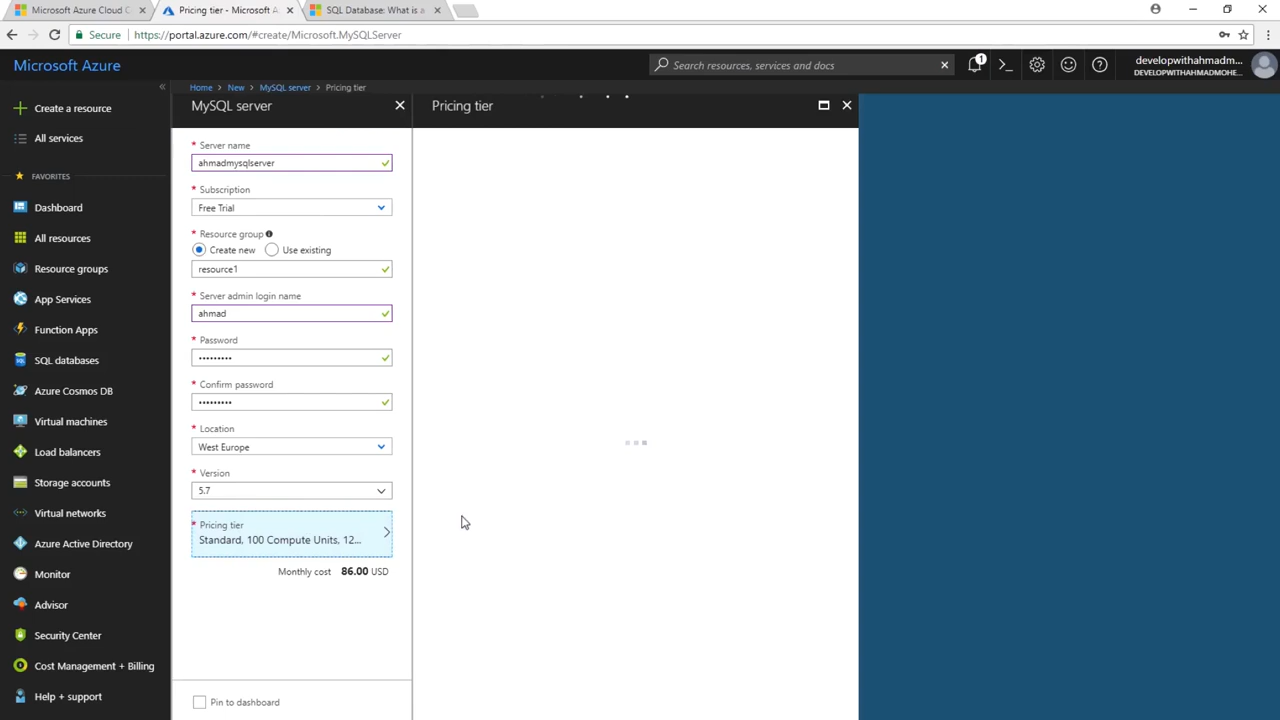 Microsoft Azure Cloud C
Pricing tier - Microsoft A
SQL Database: What is a
Secure
https://portal.azure.com/#create/Microsoft.MySQLServer
Microsoft Azure
Search resources, services and docs
1
developwithahmadm...
DEVELOPWITHAHMADMOHE...
Home
New
MySQL server
Pricing tier
MySQL server
Pricing tier
Create a resource
All services
FAVORITES
Dashboard
All resources
Resource groups
App Services
Function Apps
SQL databases
Azure Cosmos DB
Virtual machines
Load balancers
Storage accounts
Virtual networks
Azure Active Directory
Monitor
Advisor
Security Center
Cost Management + Billing
Help + support
* Server name
ahmadmysqlserver
* Subscription
Free Trial
* Resource group
Create new
Use existing
resource1
* Server admin login name
ahmad
* Password
•••••••••
* Confirm password
•••••••••
* Location
West Europe
* Version
5.7
* Pricing tier
Standard, 100 Compute Units, 12...
Monthly cost 86.00 USD
Pin to dashboard